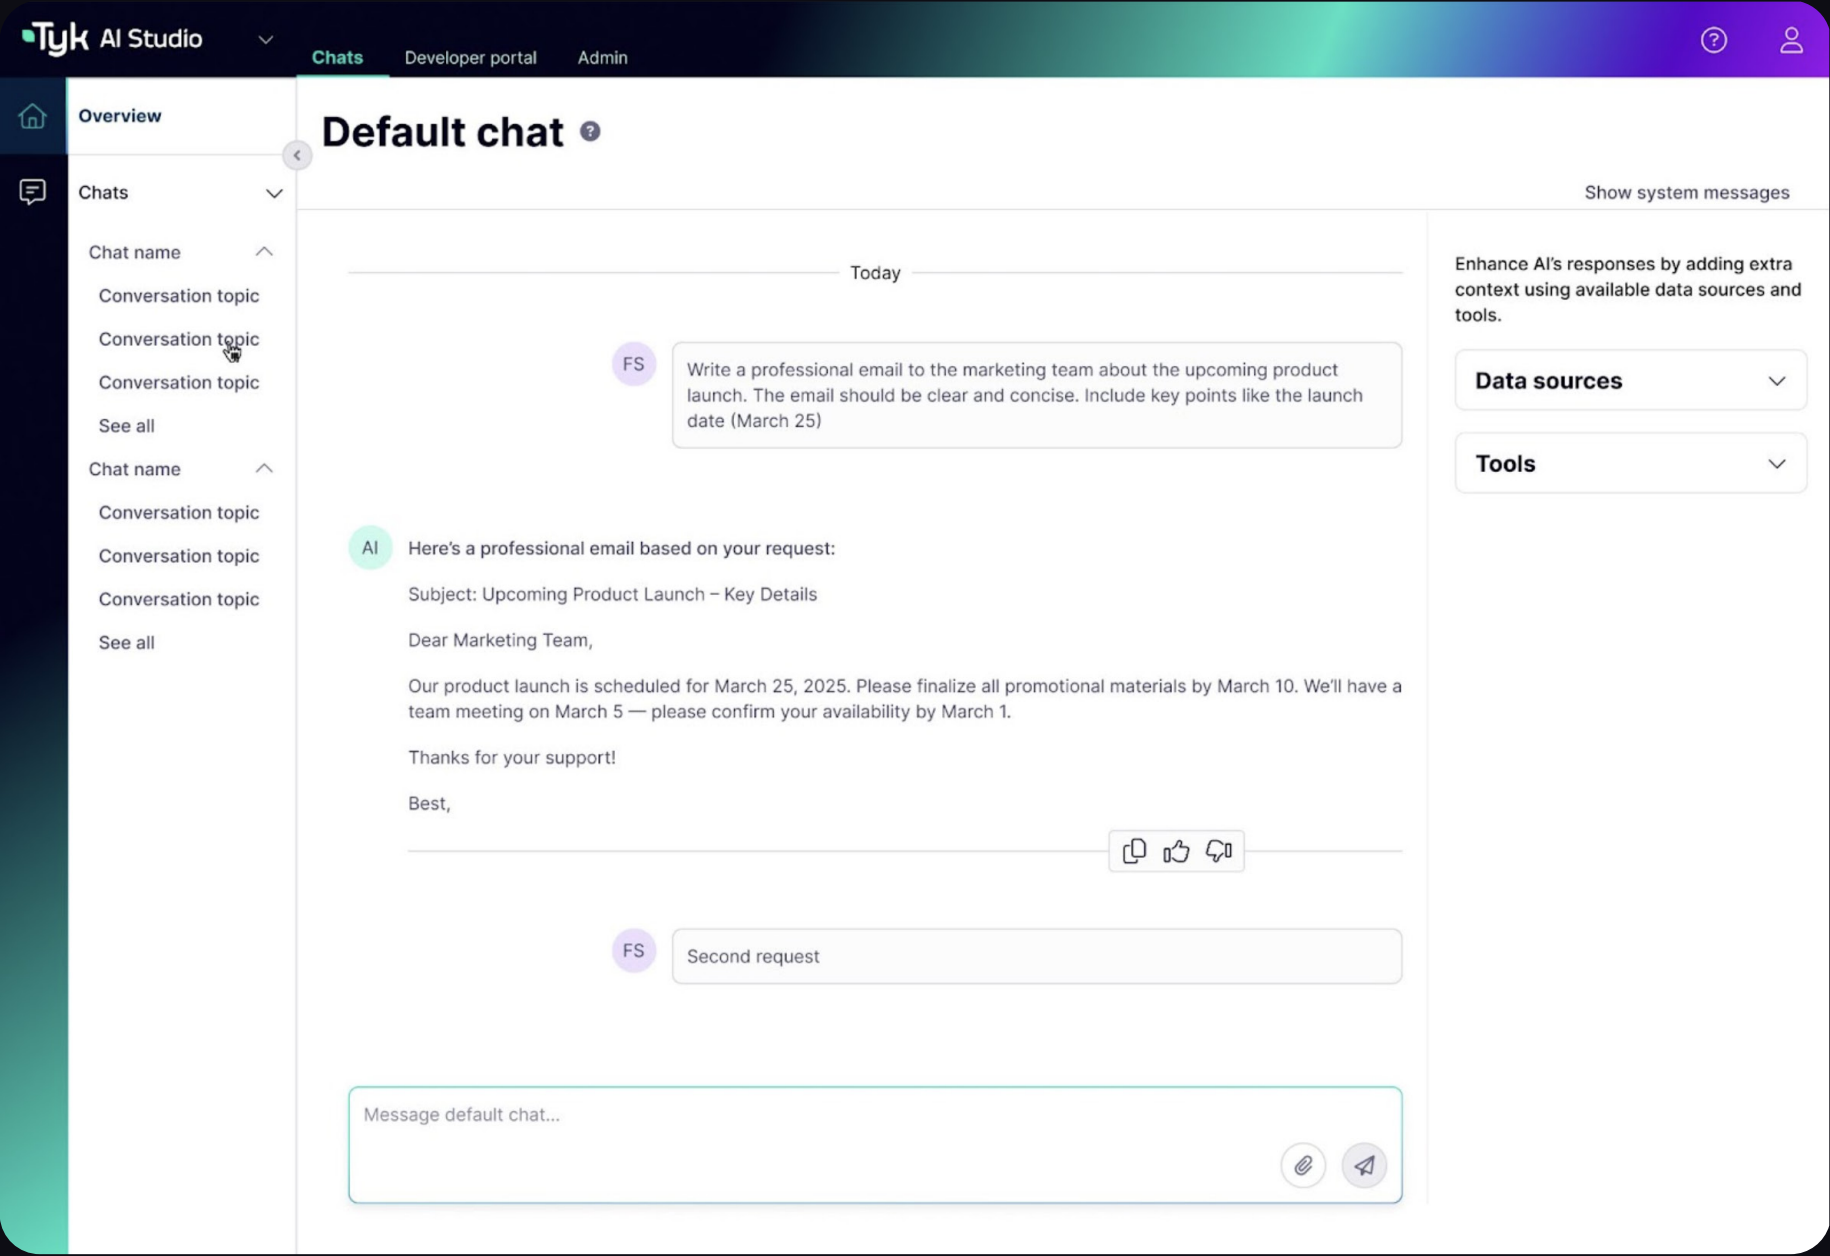 Tyk AI Studio
Chats
Developer portal
Admin
?
Overview
Chats
Chat name
Conversation topic
Conversation topic
Conversation topic
See all
Chat name
Conversation topic
Conversation topic
Conversation topic
See all
Default chat ?
Show system messages
Today
FS
Write a professional email to the marketing team about the upcoming product
launch. The email should be clear and concise. Include key points like the launch
date (March 25)
AI
Here's a professional email based on your request:
Subject: Upcoming Product Launch – Key Details
Dear Marketing Team,
Our product launch is scheduled for March 25, 2025. Please finalize all promotional materials by March 10. We'll have a
team meeting on March 5 — please confirm your availability by March 1.
Thanks for your support!
Best,
FS
Second request
Message default chat...
Enhance AI's responses by adding extra
context using available data sources and
tools.
Data sources
Tools